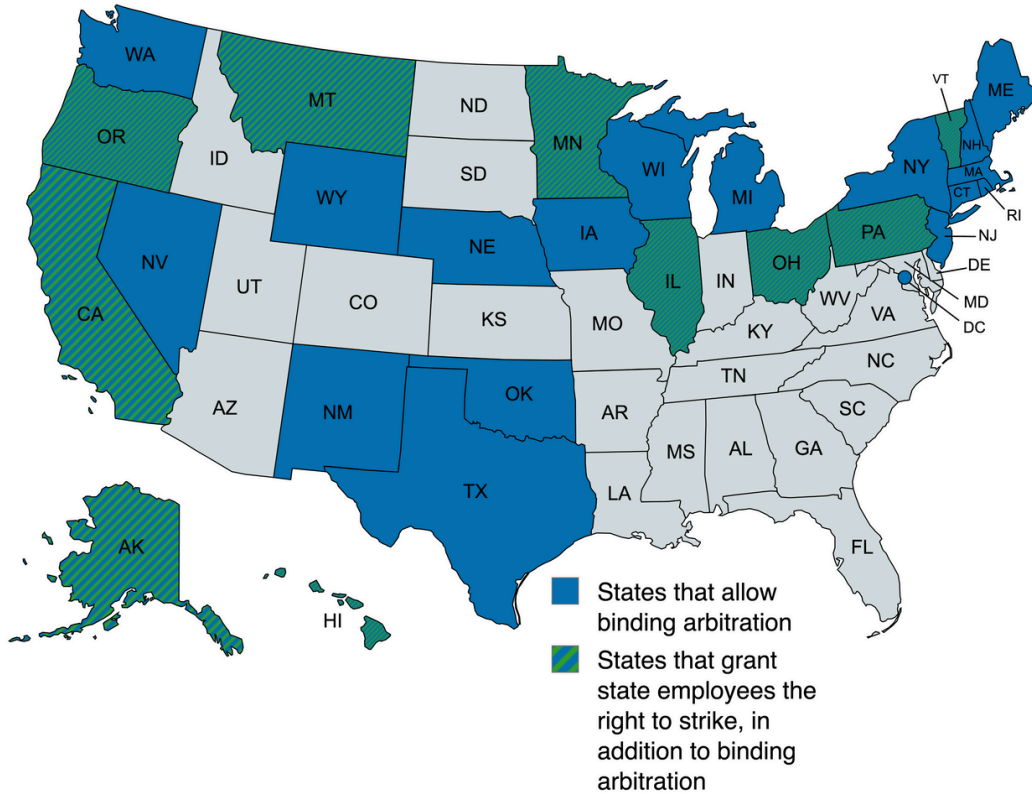 WA
MT
ND
VT
ME
OR
MN
ID
SD
WI
NY
NH
MA
WY
MI
CT
RI
NE
IA
PA
NJ
NV
OH
UT
IL
IN
DE
CO
WV
MD
CA
KS
MO
VA
DC
KY
NC
TN
AZ
NM
OK
AR
SC
MS
AL
GA
TX
LA
AK
FL
HI
States that allow
binding arbitration
States that grant
state employees the
right to strike, in
addition to binding
arbitration